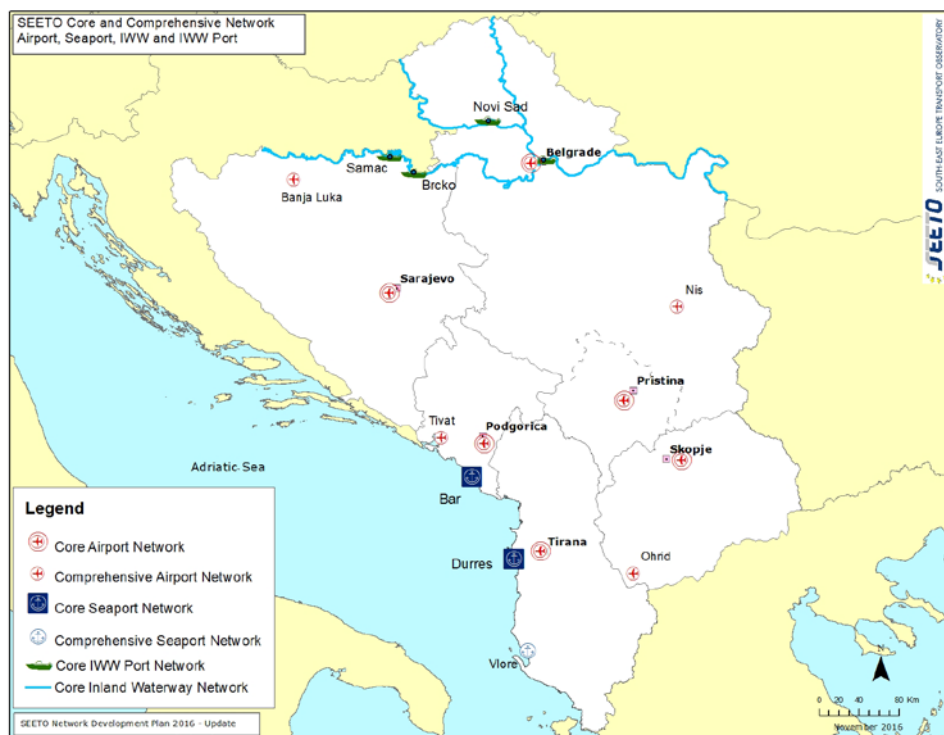 SEETO Core and Comprehensive Network
Airport, Seaport, IWW and IWW Port
SEETO
SOUTH-EAST EUROPE TRANSPORT OBSERVATORY
Novi Sad
Belgrade
Samac
Brcko
Banja Luka
Sarajevo
Nis
Pristina
Tivat
Podgorica
Skopje
Adriatic Sea
Bar
Tirana
Durres
Ohrid
Vlore
Legend
Core Airport Network
Comprehensive Airport Network
Core Seaport Network
Comprehensive Seaport Network
Core IWW Port Network
Core Inland Waterway Network
SEETO Network Development Plan 2016 - Update
N
0 20 40 80 Km
November 2016